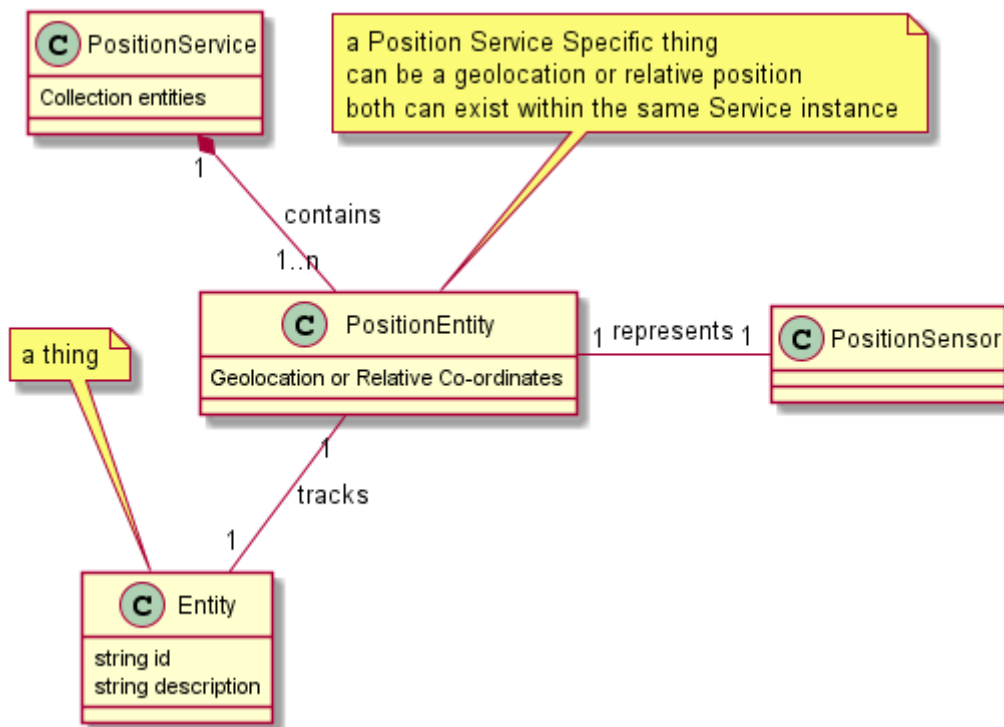 C PositionService
Collection entities
a Position Service Specific thing
can be a geolocation or relative position
both can exist within the same Service instance
1
contains
1..n
C PositionEntity
Geolocation or Relative Co-ordinates
1 represents 1
C PositionSensor
a thing
1
tracks
1
C Entity
string id
string description